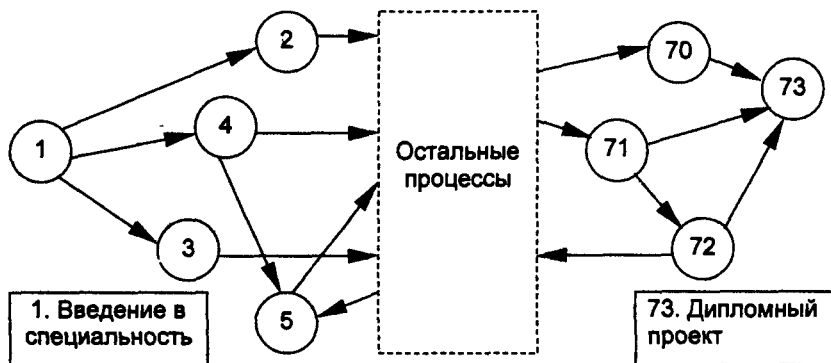 2
70
73
4
1
71
Остальные
процессы
3
72
5
1. Введение в
специальность
73. Дипломный
проект